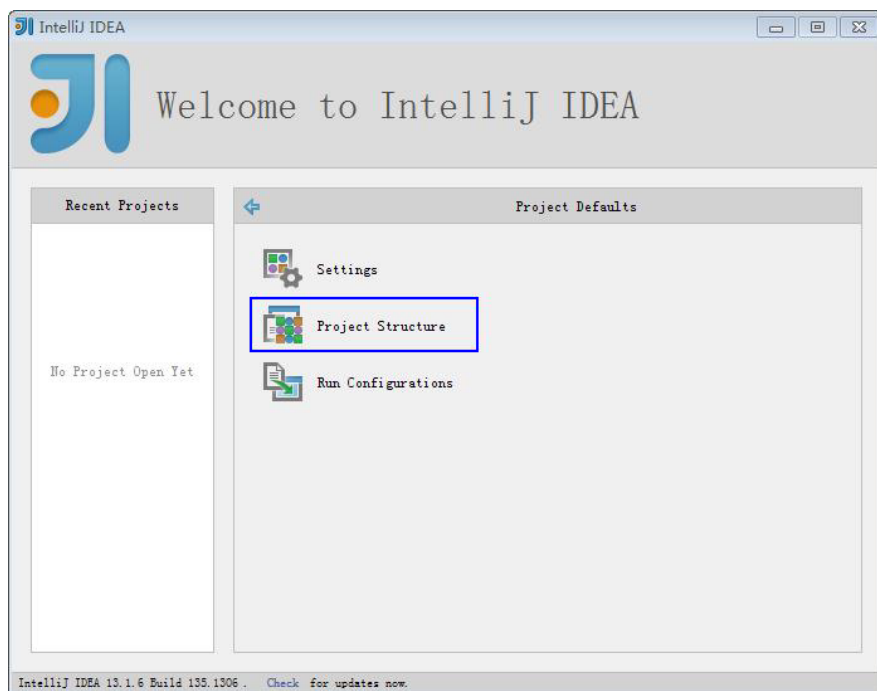 IntelliJ IDEA
Welcome to IntelliJ IDEA
Recent Projects
Project Defaults
Settings
Project Structure
No Project Open Yet
Run Configurations
IntelliJ IDEA 13.1.6 Build 135.1306 . Check for updates now.